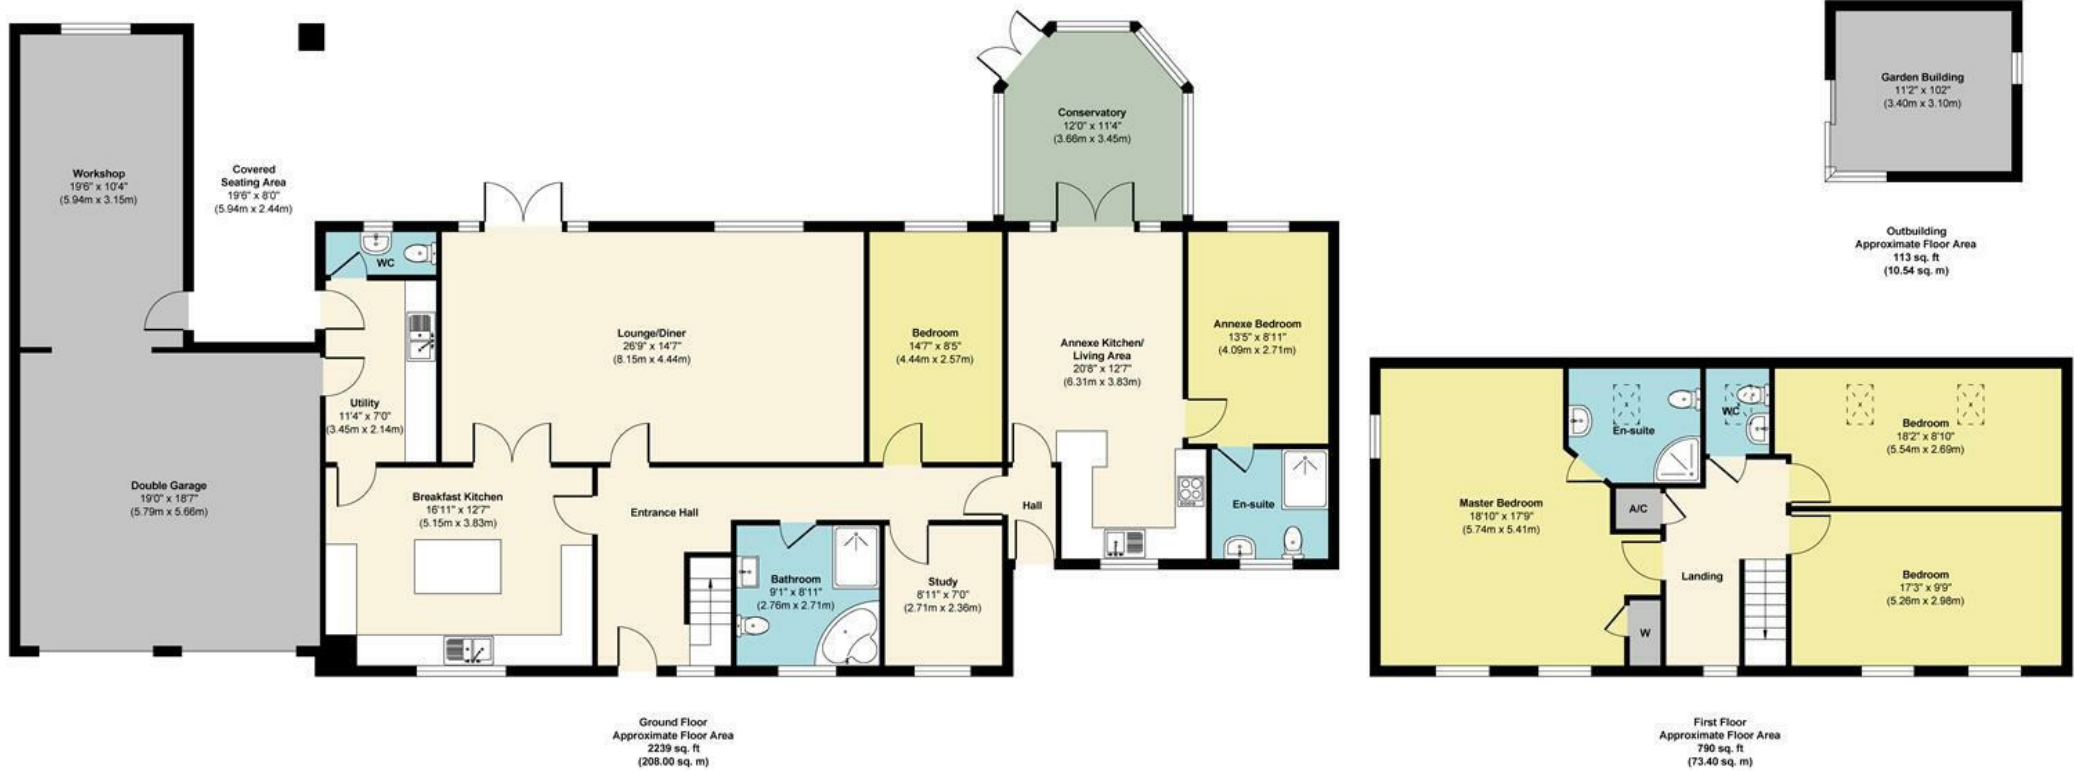 Workshop
19'6" x 10'4"
(5.94m x 3.15m)
Covered
Seating Area
19'6" x 8'0"
(5.94m x 2.44m)
Conservatory
12'0" x 11'4"
(3.66m x 3.45m)
Garden Building
11'2" x 102"
(3.40m x 3.10m)
Outbuilding
Approximate Floor Area
113 sq. ft
(10.54 sq. m)
WC
Lounge/Diner
26'9" x 14'7"
(8.15m x 4.44m)
Bedroom
14'7" x 8'5"
(4.44m x 2.57m)
Annexe Kitchen/
Living Area
20'8" x 12'7"
(6.31m x 3.83m)
Annexe Bedroom
13'5" x 8'11"
(4.09m x 2.71m)
Utility
11'4" x 7'0"
(3.45m x 2.14m)
Double Garage
19'0" x 18'7"
(5.79m x 5.66m)
Breakfast Kitchen
16'11" x 12'7"
(5.15m x 3.83m)
Entrance Hall
Hall
En-suite
Bathroom
9'1" x 8'11"
(2.76m x 2.71m)
Study
8'11" x 7'0"
(2.71m x 2.36m)
Ground Floor
Approximate Floor Area
2239 sq. ft
(208.00 sq. m)
En-suite
WC
Bedroom
18'2" x 8'10"
(5.54m x 2.69m)
Master Bedroom
18'10" x 17'9"
(5.74m x 5.41m)
A/C
Landing
Bedroom
17'3" x 9'9"
(5.26m x 2.98m)
W
First Floor
Approximate Floor Area
790 sq. ft
(73.40 sq. m)